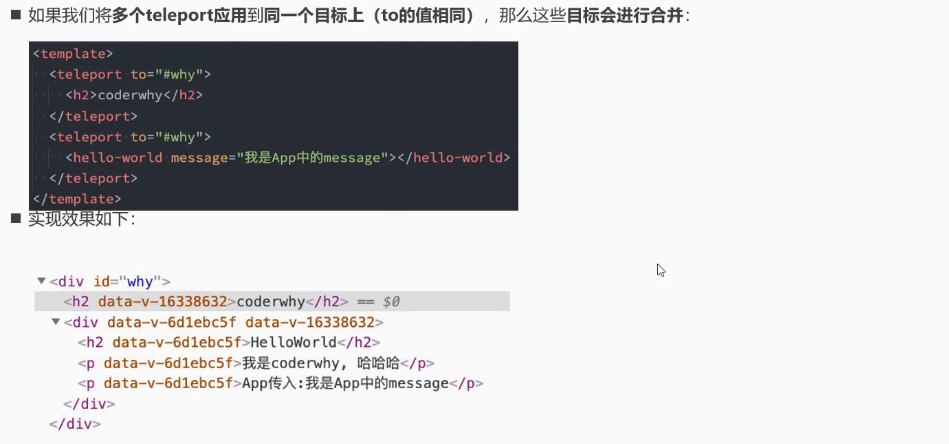 ■ 如果我们将多个teleport应用到同一个目标上（to的值相同），那么这些目标会进行合并：
<template>
<teleport to="#why">
<h2>coderwhy</h2>
</teleport>
<teleport to="#why">
<hello-world message="我是App中的message"></hello-world>
</teleport>
</template>
■ 实现效果如下：
▼<div id="why">
<h2 data-v-16338632>coderwhy</h2> == $0
▼<div data-v-6d1ebc5f data-v-16338632>
<h2 data-v-6d1ebc5f>HelloWorld</h2>
<p data-v-6d1ebc5f>我是coderwhy, 哈哈哈</p>
<p data-v-6d1ebc5f>App传入:我是App中的message</p>
</div>
</div>